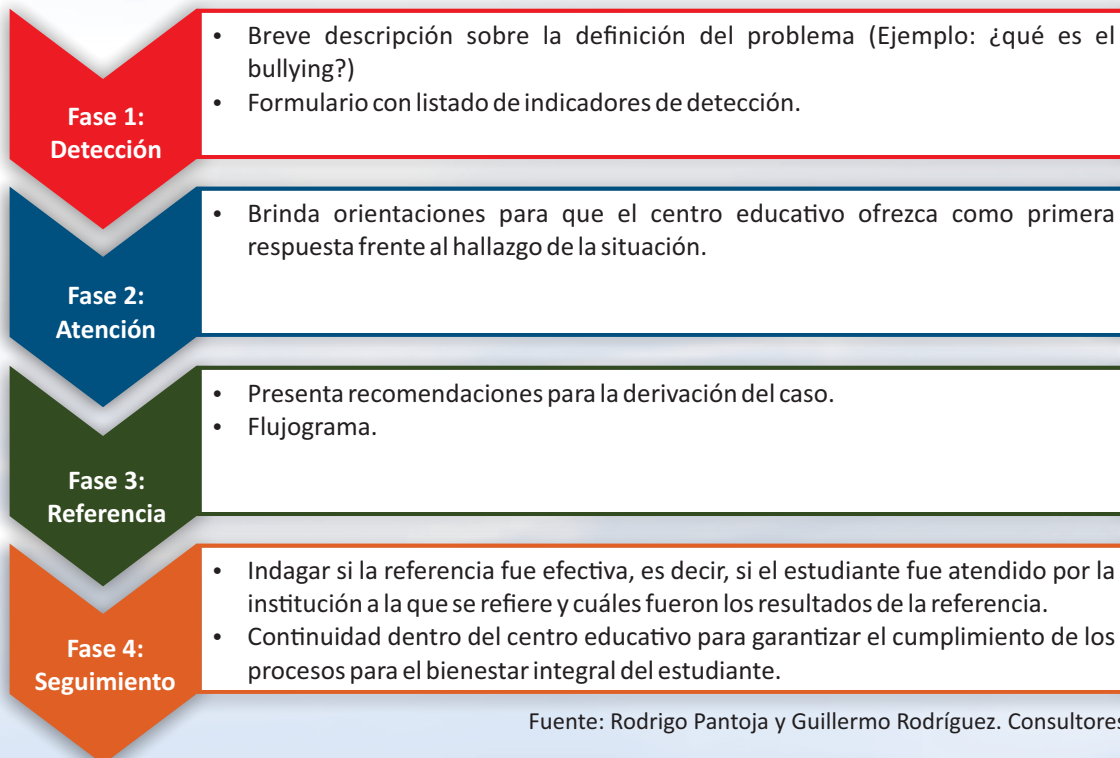 • Breve descripción sobre la definición del problema (Ejemplo: ¿qué es el
bullying?)
• Formulario con listado de indicadores de detección.
Fase 1:
Detección
• Brinda orientaciones para que el centro educativo ofrezca como primera
respuesta frente al hallazgo de la situación.
Fase 2:
Atención
• Presenta recomendaciones para la derivación del caso.
• Flujograma.
Fase 3:
Referencia
• Indagar si la referencia fue efectiva, es decir, si el estudiante fue atendido por la
institución a la que se refiere y cuáles fueron los resultados de la referencia.
• Continuidad dentro del centro educativo para garantizar el cumplimiento de los
procesos para el bienestar integral del estudiante.
Fase 4:
Seguimiento
Fuente: Rodrigo Pantoja y Guillermo Rodríguez. Consultores